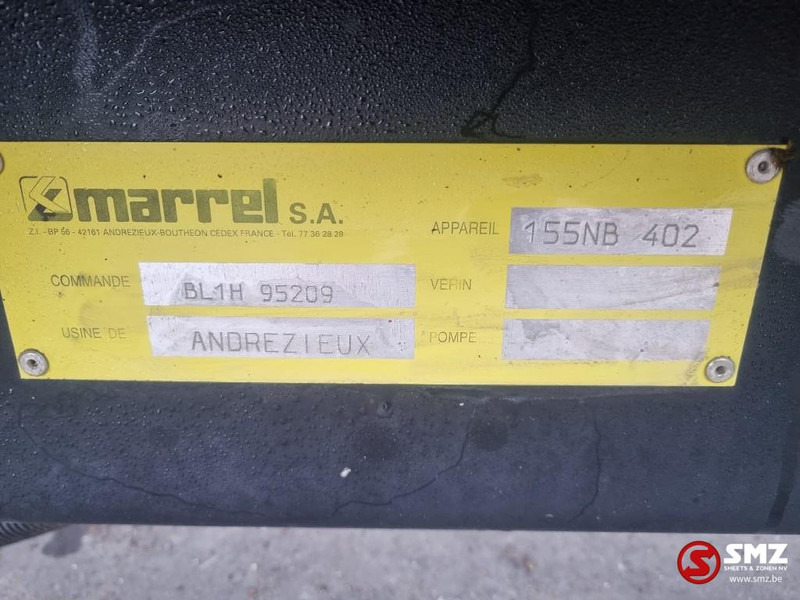 marrel S.A.
Z.I. - BP 56 - 42161 ANDREZIEUX-BOUTHEON CEDEX FRANCE - Tél. 77 36 28 28
APPAREIL 155NB 402
COMMANDE BL1H 95209 VERIN
USINE DE ANDREZIEUX POMPE
SMZ
SMEETS & ZONEN NV
www.smz.be